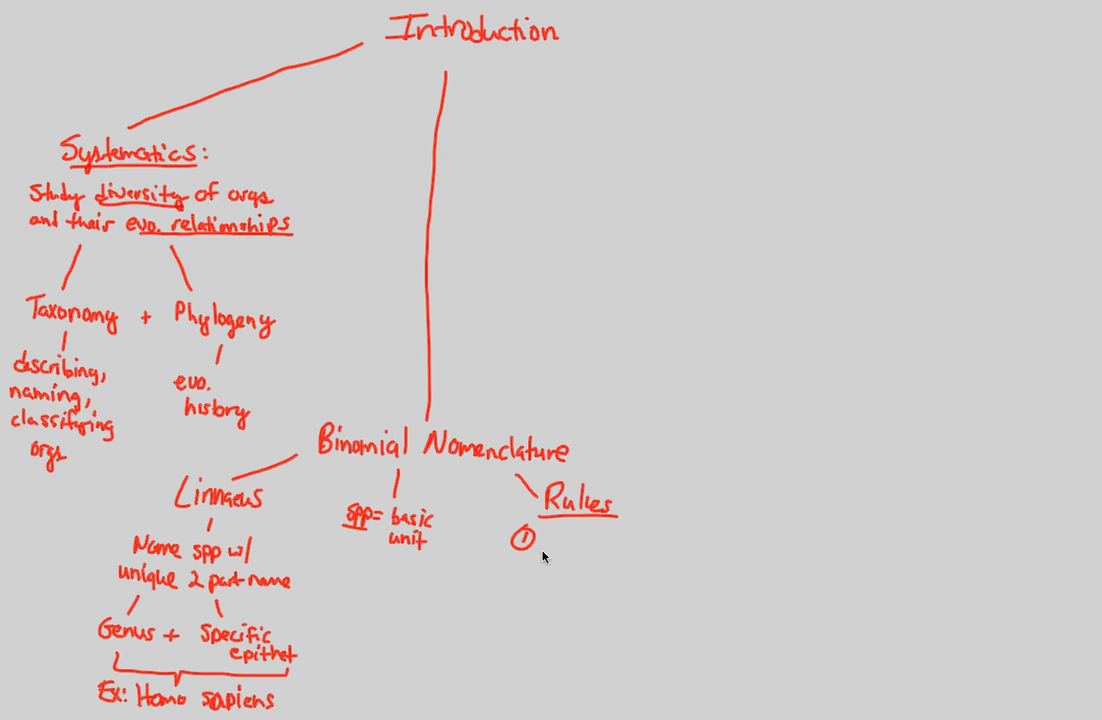 Introduction
Systematics:
Study diversity of orgs
and their evo. relationships
Taxonomy + Phylogeny
describing,
naming,
classifying
orgs
evo.
history
Binomial Nomenclature
Linnaeus
Name spp w/
unique 2 part-name
Genus + Specific
epithet
Ex: Homo sapiens
spp = basic
unit
Rules
①